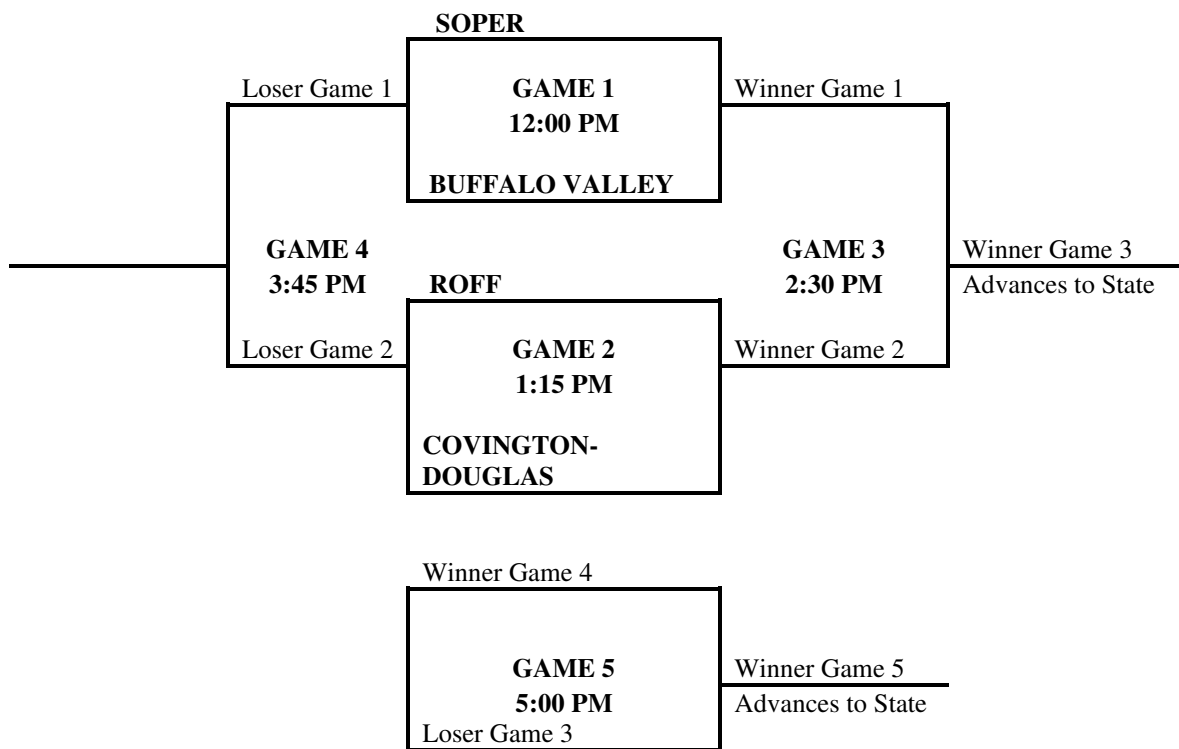 SOPER
Loser Game 1
GAME 1
12:00 PM
Winner Game 1
BUFFALO VALLEY
GAME 4
3:45 PM
GAME 3
2:30 PM
Winner Game 3
Advances to State
ROFF
Loser Game 2
GAME 2
1:15 PM
Winner Game 2
COVINGTON-
DOUGLAS
Winner Game 4
GAME 5
5:00 PM
Winner Game 5
Advances to State
Loser Game 3